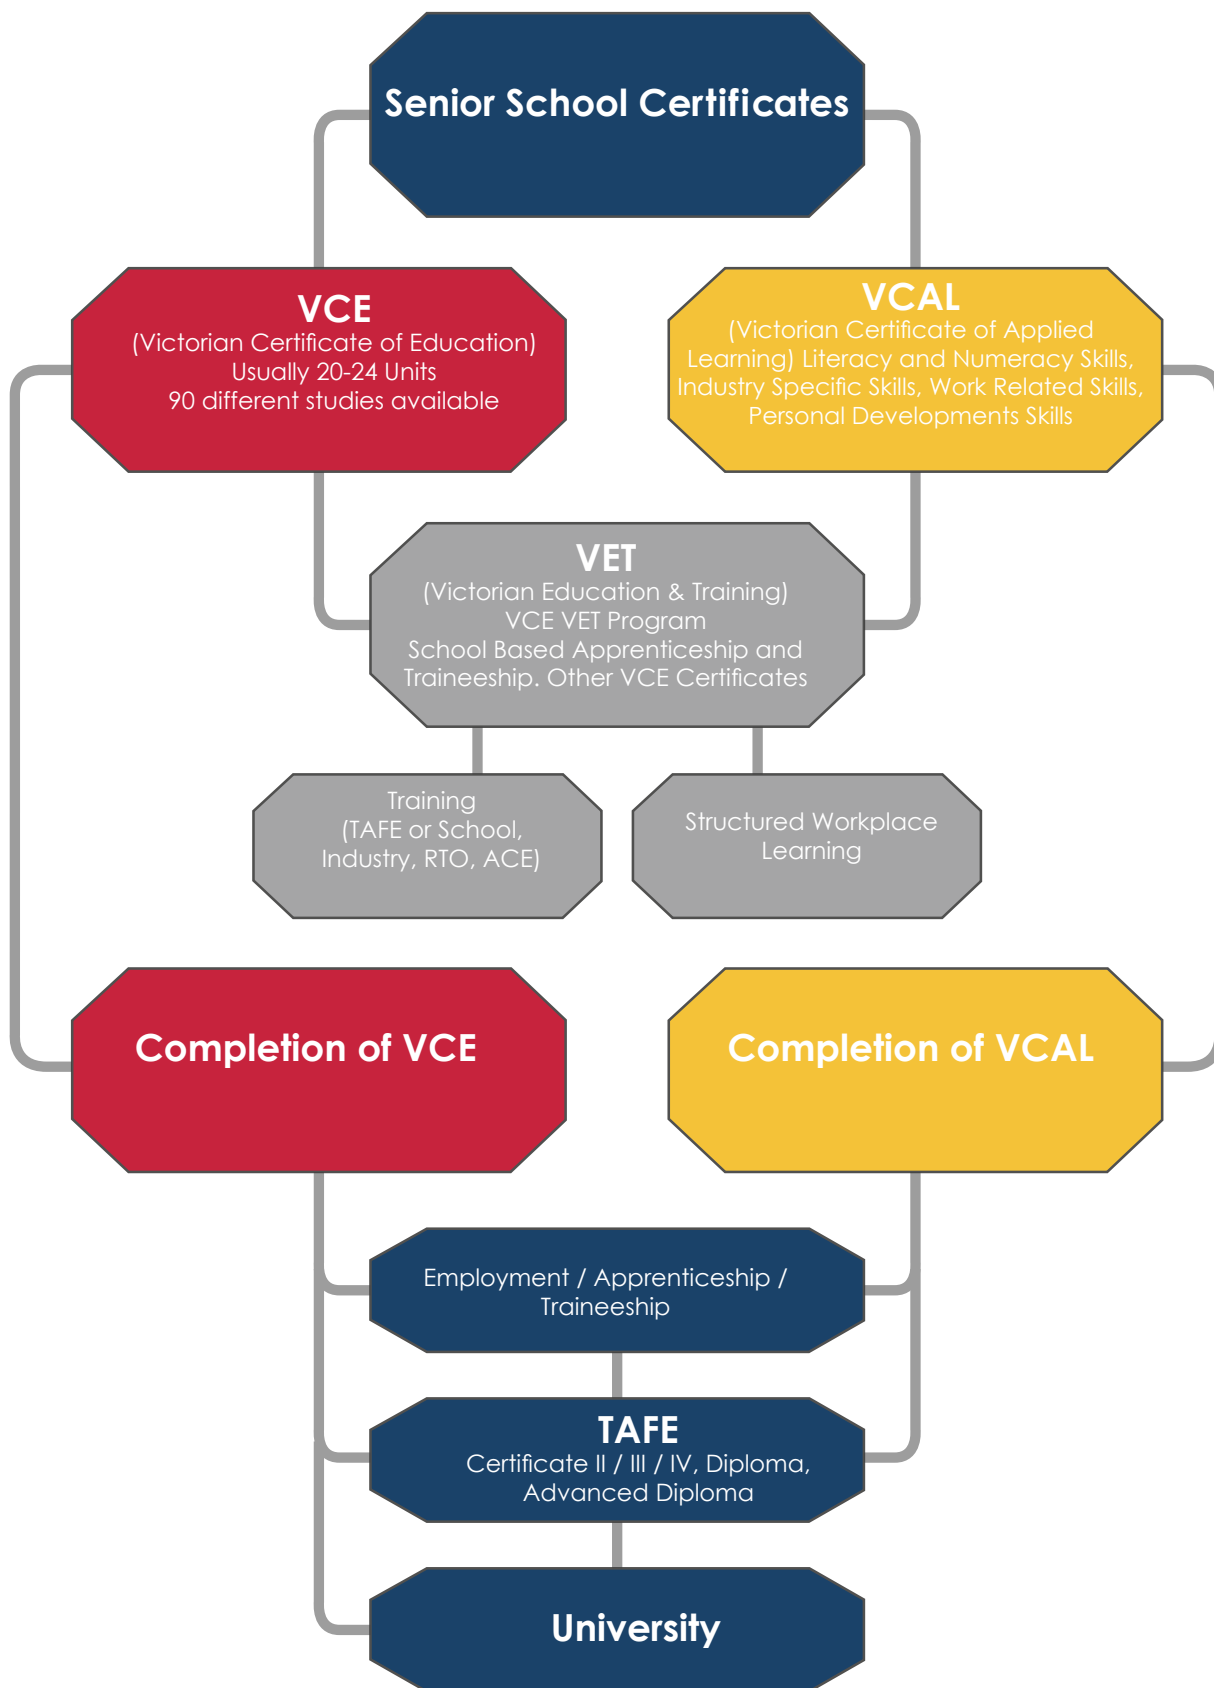 Senior School Certificates
VCE
(Victorian Certificate of Education)
Usually 20-24 Units
90 different studies available
VCAL
(Victorian Certificate of Applied
Learning) Literacy and Numeracy Skills,
Industry Specific Skills, Work Related Skills,
Personal Developments Skills
VET
(Victorian Education & Training)
VCE VET Program
School Based Apprenticeship and
Traineeship. Other VCE Certificates
Training
(TAFE or School,
Industry, RTO, ACE)
Structured Workplace
Learning
Completion of VCE
Completion of VCAL
Employment / Apprenticeship /
Traineeship
TAFE
Certificate II / III / IV, Diploma,
Advanced Diploma
University